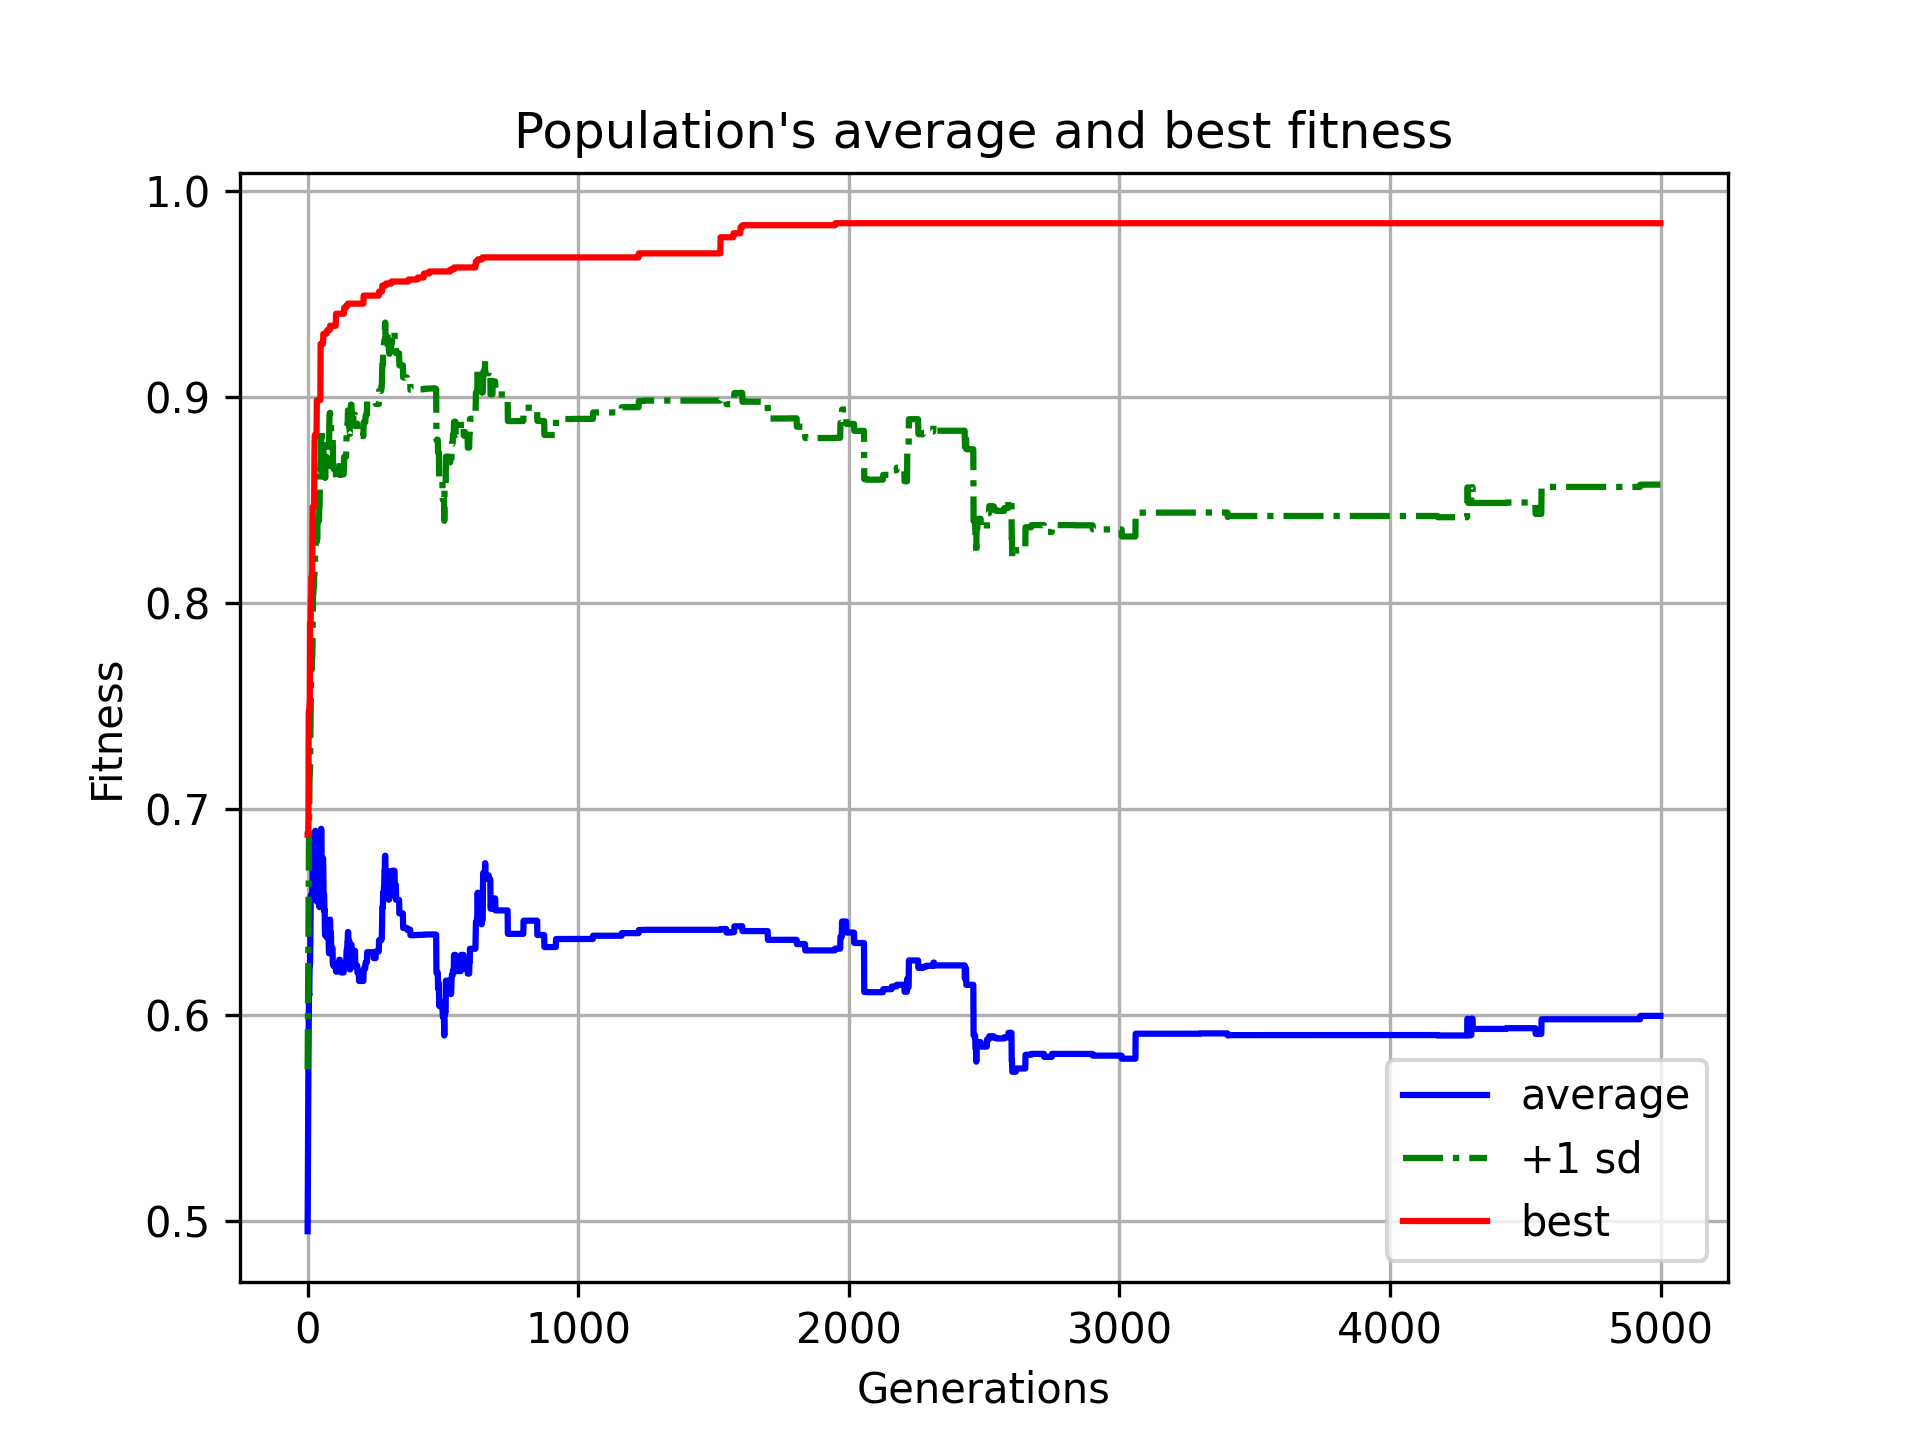 Population's average and best fitness
1.0
0.9
0.8
0.7
0.6
0.5
Fitness
0 1000 2000 3000 4000 5000
Generations
average
+1 sd
best